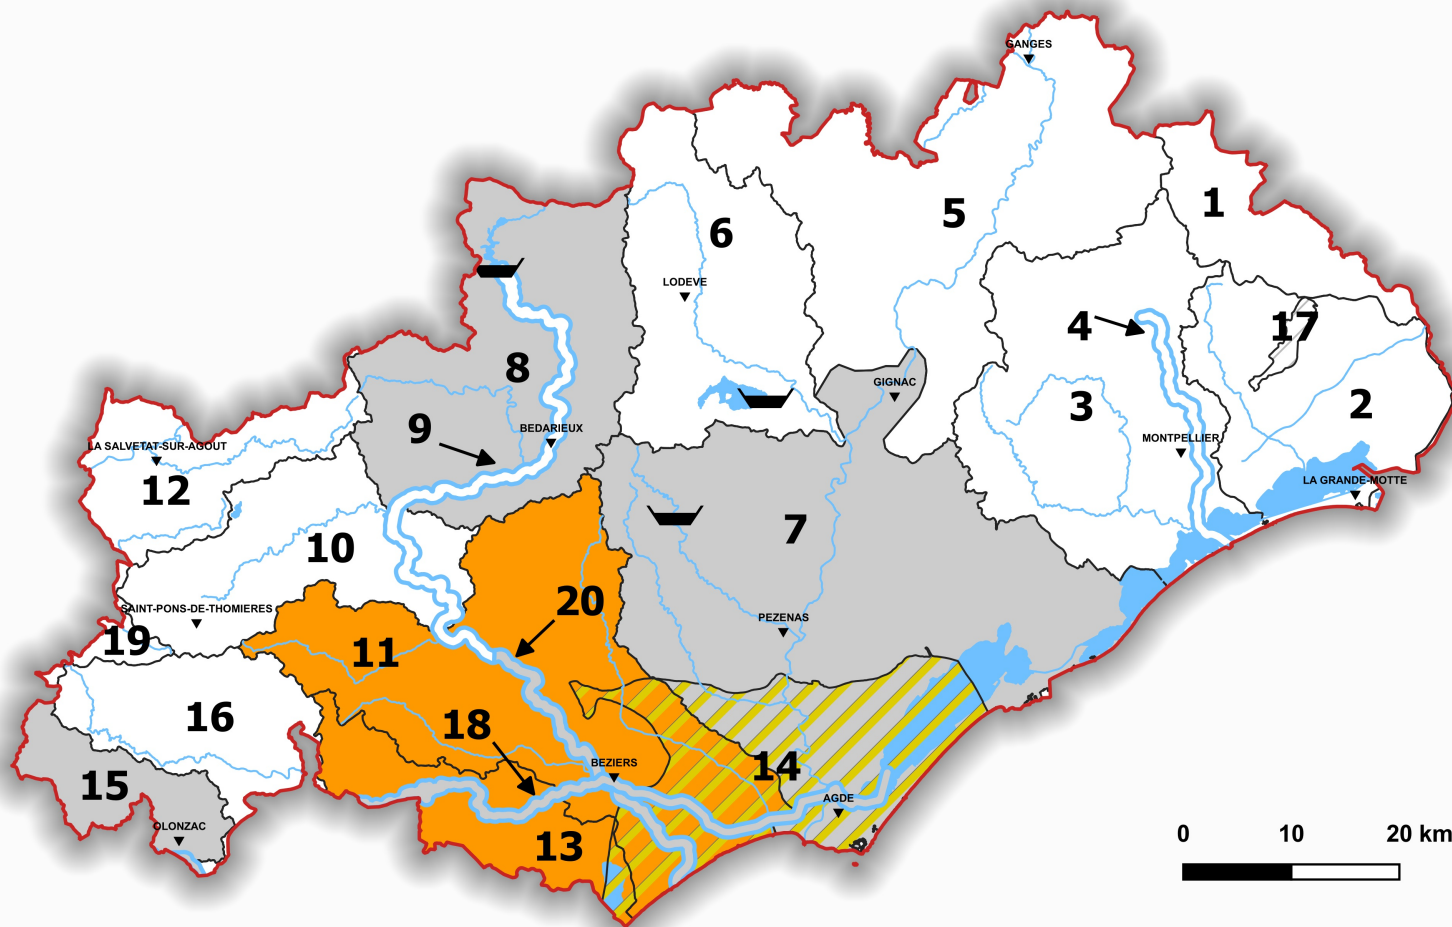 GANGES
1
5
6
LODEVE
17
4
8
GIGNAC
3
2
9
BEDARIEUX
MONTPELLIER
LA SALVETAT-SUR-AGOUT
LA GRANDE-MOTTE
12
7
10
20
SAINT-PONS-DE-THOMIERES
PEZENAS
19
11
16
18
BEZIERS
14
15
AGDE
OLONZAC
13
0 10 20 km